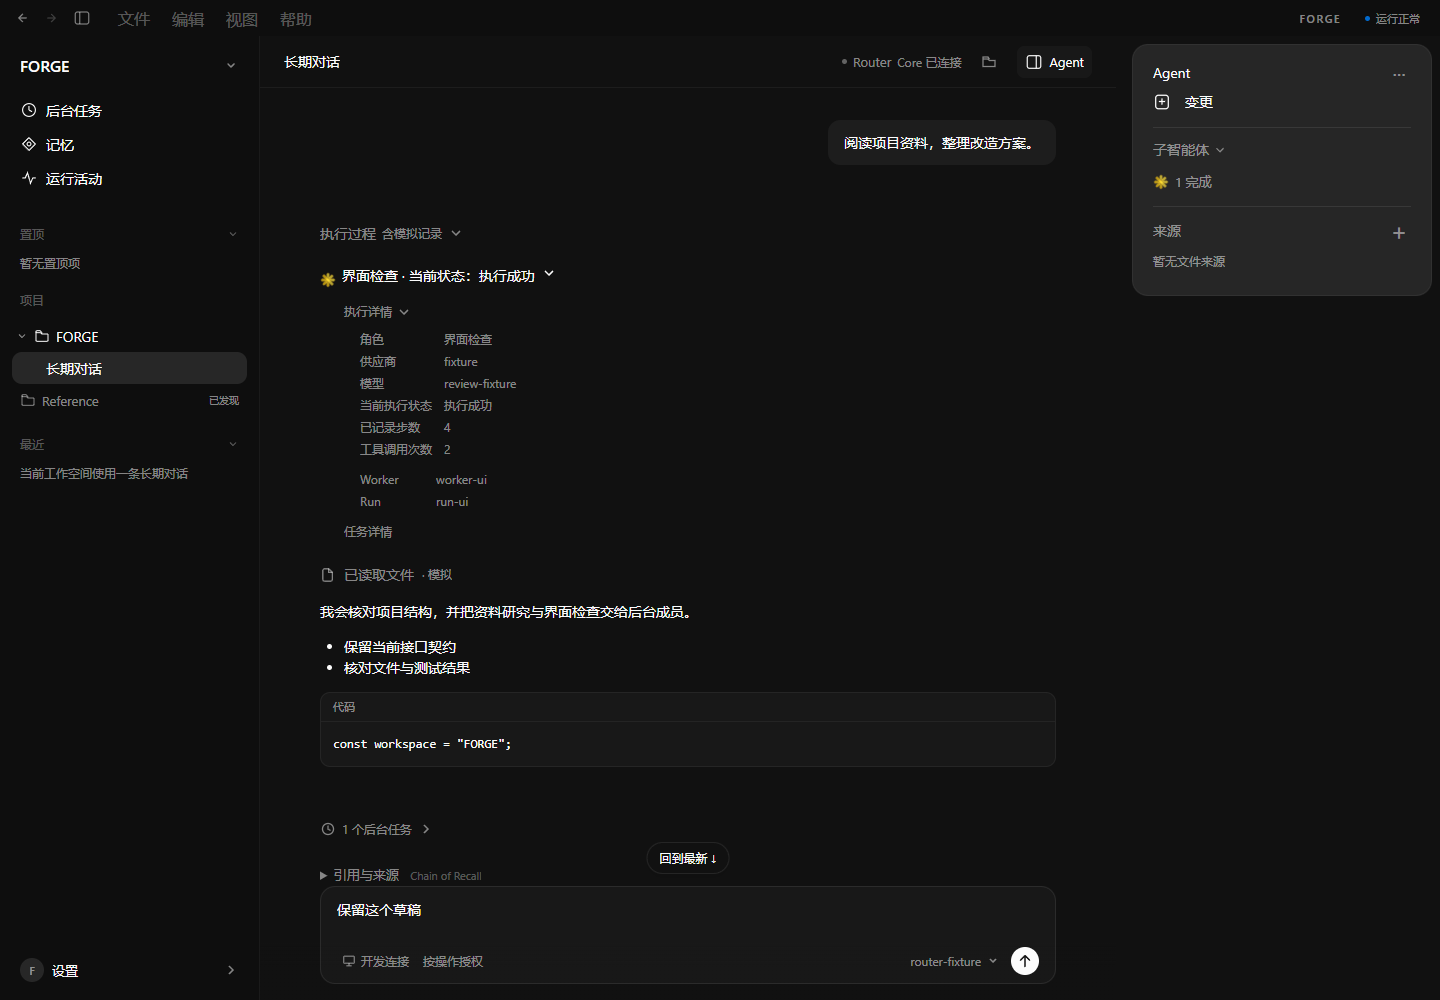 文件 编辑 视图 帮助
FORGE 运行正常
FORGE
后台任务
记忆
运行活动
置顶
暂无置顶项
项目
FORGE
长期对话
Reference 已发现
最近
当前工作空间使用一条长期对话
F 设置
长期对话
Router Core 已连接
Agent
阅读项目资料，整理改造方案。
执行过程 含模拟记录
界面检查 · 当前状态：执行成功
执行详情
角色 界面检查
供应商 fixture
模型 review-fixture
当前执行状态 执行成功
已记录步数 4
工具调用次数 2
Worker worker-ui
Run run-ui
任务详情
已读取文件 · 模拟
我会核对项目结构，并把资料研究与界面检查交给后台成员。
• 保留当前接口契约
• 核对文件与测试结果
代码
const workspace = "FORGE";
1 个后台任务
回到最新 ↓
引用与来源 Chain of Recall
保留这个草稿
开发连接 按操作授权
router-fixture
Agent
变更
子智能体
1 完成
来源
暂无文件来源